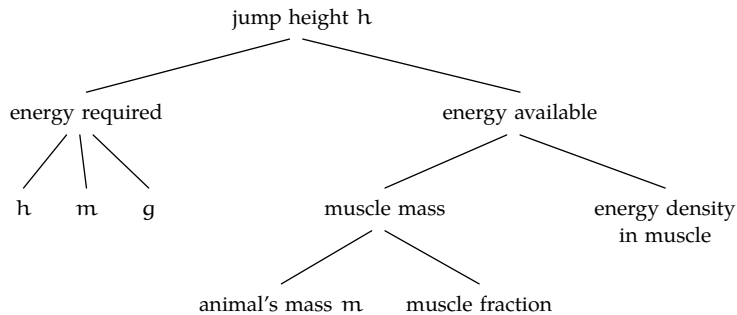 jump height h
energy required energy available
h m g muscle mass energy density
in muscle
animal's mass m muscle fraction